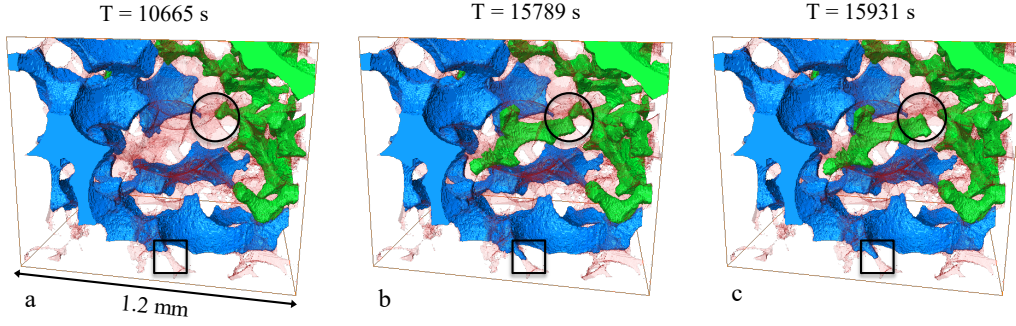 T = 10665 s
T = 15789 s
T = 15931 s
a
1.2 mm
b
c